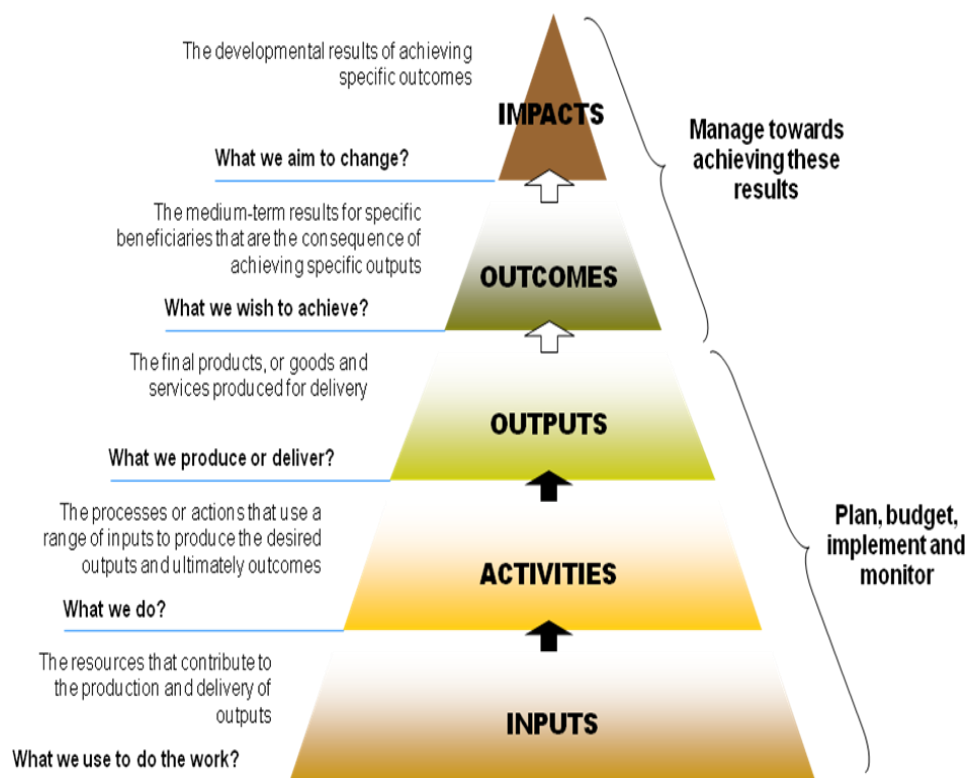 The developmental results of achieving
specific outcomes
IMPACTS
What we aim to change?
Manage towards
achieving these
results
The medium-term results for specific
beneficiaries that are the consequence of
achieving specific outputs
OUTCOMES
What we wish to achieve?
The final products, or goods and
services produced for delivery
OUTPUTS
What we produce or deliver?
Plan, budget,
implement and
monitor
The processes or actions that use a
range of inputs to produce the desired
outputs and ultimately outcomes
ACTIVITIES
What we do?
The resources that contribute to
the production and delivery of
outputs
INPUTS
What we use to do the work?